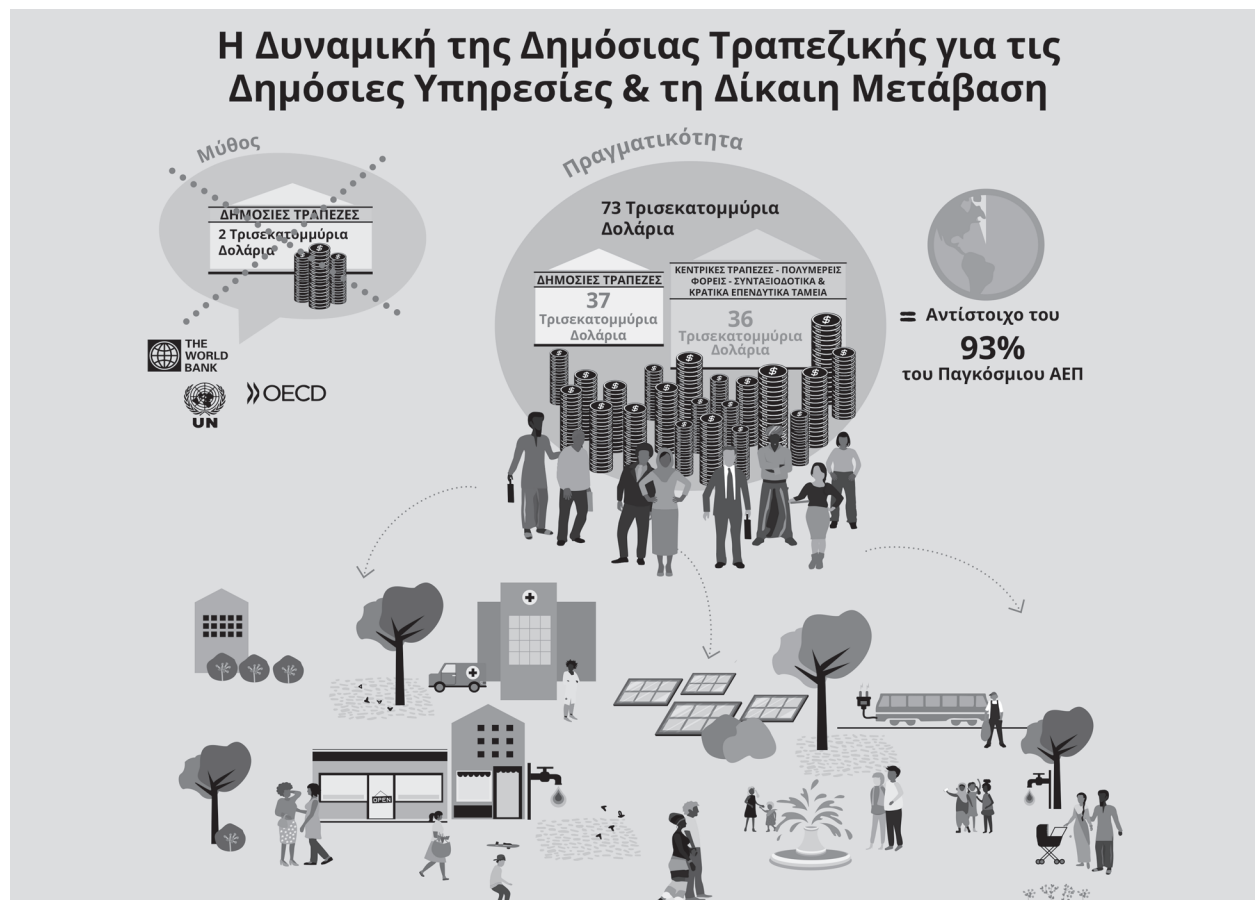 Η Δυναμική της Δημόσιας Τραπεζικής για τις
Δημόσιες Υπηρεσίες & τη Δίκαιη Μετάβαση
Μύθος
ΔΗΜΟΣΙΕΣ ΤΡΑΠΕΖΕΣ
2 Τρισεκατομμύρια
Δολάρια
THE
WORLD
BANK
UN
OECD
Πραγματικότητα
73 Τρισεκατομμύρια
Δολάρια
ΔΗΜΟΣΙΕΣ ΤΡΑΠΕΖΕΣ
37
Τρισεκατομμύρια
Δολάρια
ΚΕΝΤΡΙΚΕΣ ΤΡΑΠΕΖΕΣ - ΠΟΛΥΜΕΡΕΙΣ
ΦΟΡΕΙΣ - ΣΥΝΤΑΞΙΟΔΟΤΙΚΑ &
ΚΡΑΤΙΚΑ ΕΠΕΝΔΥΤΙΚΑ ΤΑΜΕΙΑ
36
Τρισεκατομμύρια
Δολάρια
= Αντίστοιχο του
93%
του Παγκόσμιου ΑΕΠ
OPEN